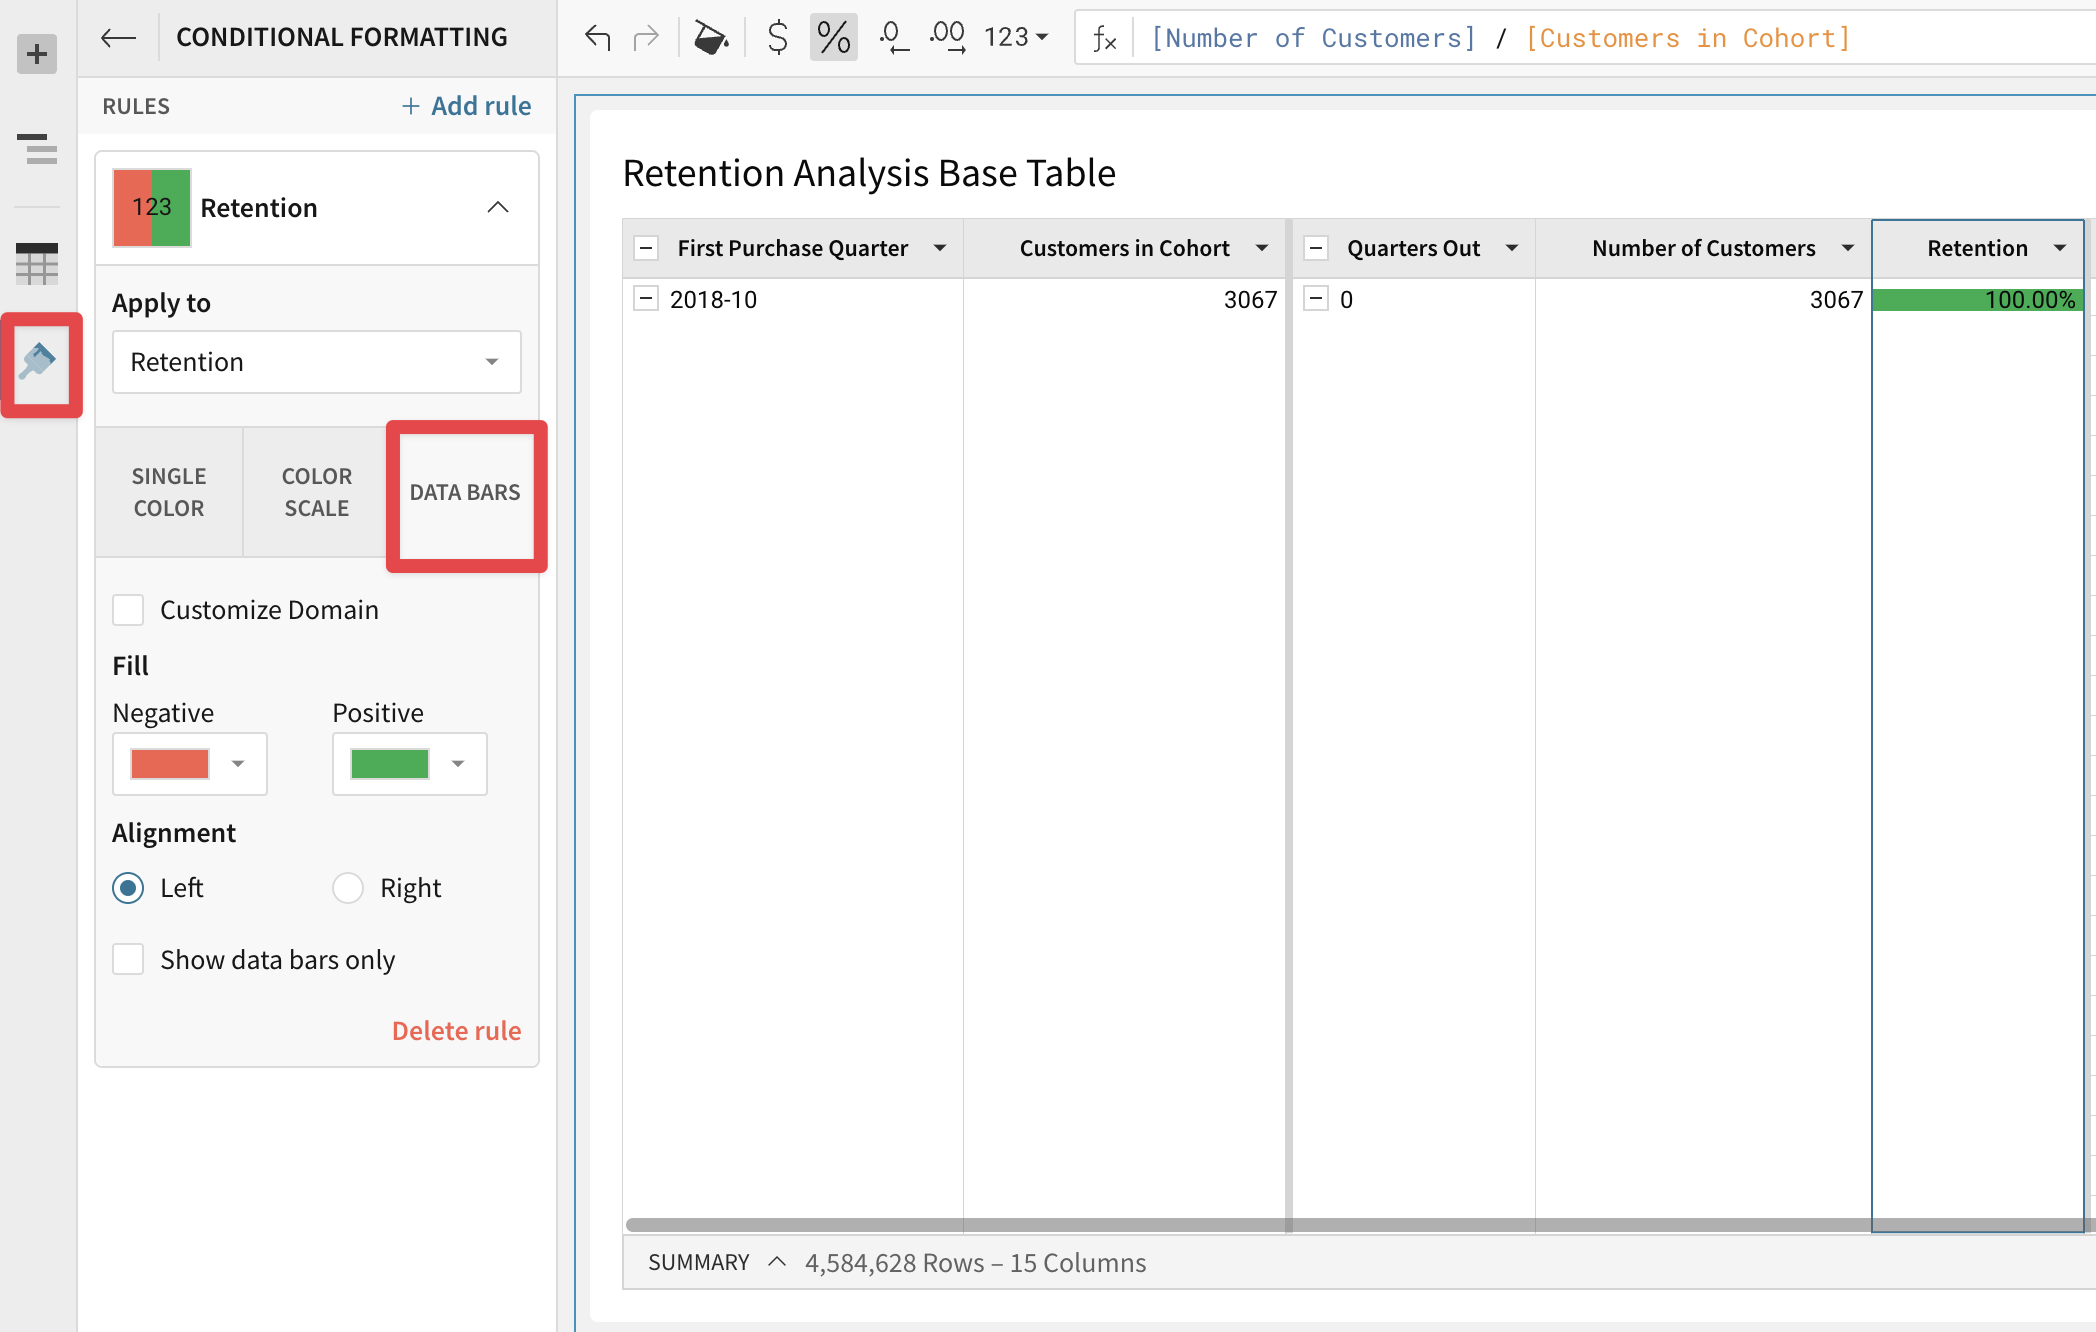 CONDITIONAL FORMATTING
$ % .0 .00 123
fx [Number of Customers] / [Customers in Cohort]
RULES
+ Add rule
123 Retention
Apply to
Retention
SINGLE COLOR
COLOR SCALE
DATA BARS
Customize Domain
Fill
Negative
Positive
Alignment
Left
Right
Show data bars only
Delete rule
Retention Analysis Base Table
First Purchase Quarter Customers in Cohort Quarters Out Number of Customers Retention
2018-10 3067 0 3067 100.00%
SUMMARY 4,584,628 Rows – 15 Columns